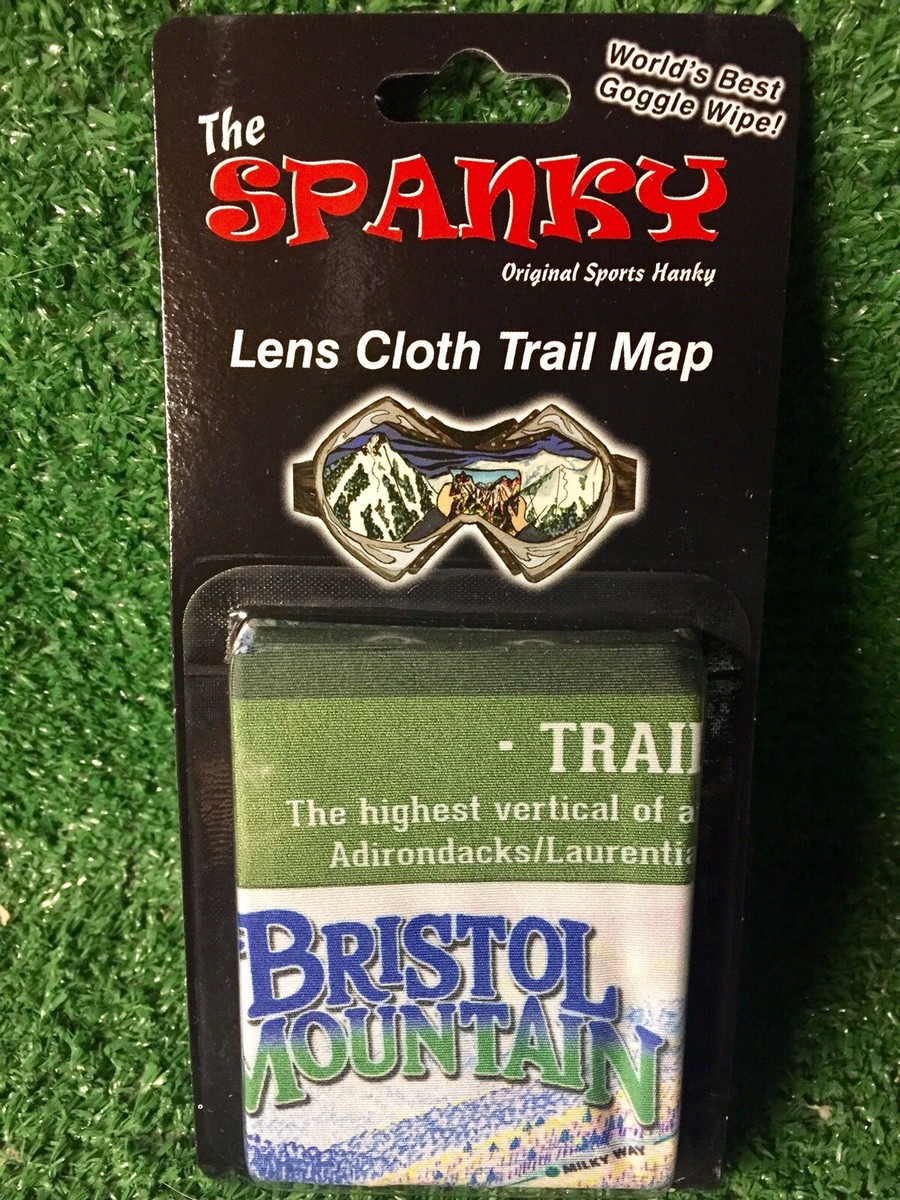 World's Best
Goggle Wipe!
The
SPANKY
Original Sports Hanky
Lens Cloth Trail Map
- TRAIL
The highest vertical of a
Adirondacks/Laurentia
BRISTOL
MOUNTAIN
MILKY WAY